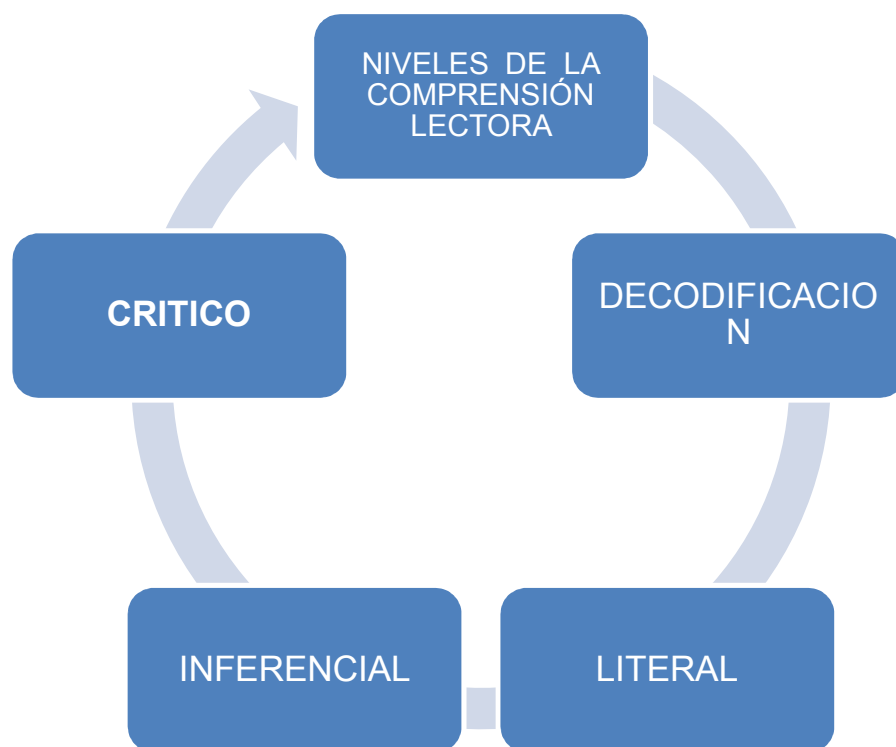 NIVELES DE LA
COMPRENSIÓN
LECTORA
DECODIFICACIO
N
LITERAL
INFERENCIAL
CRITICO